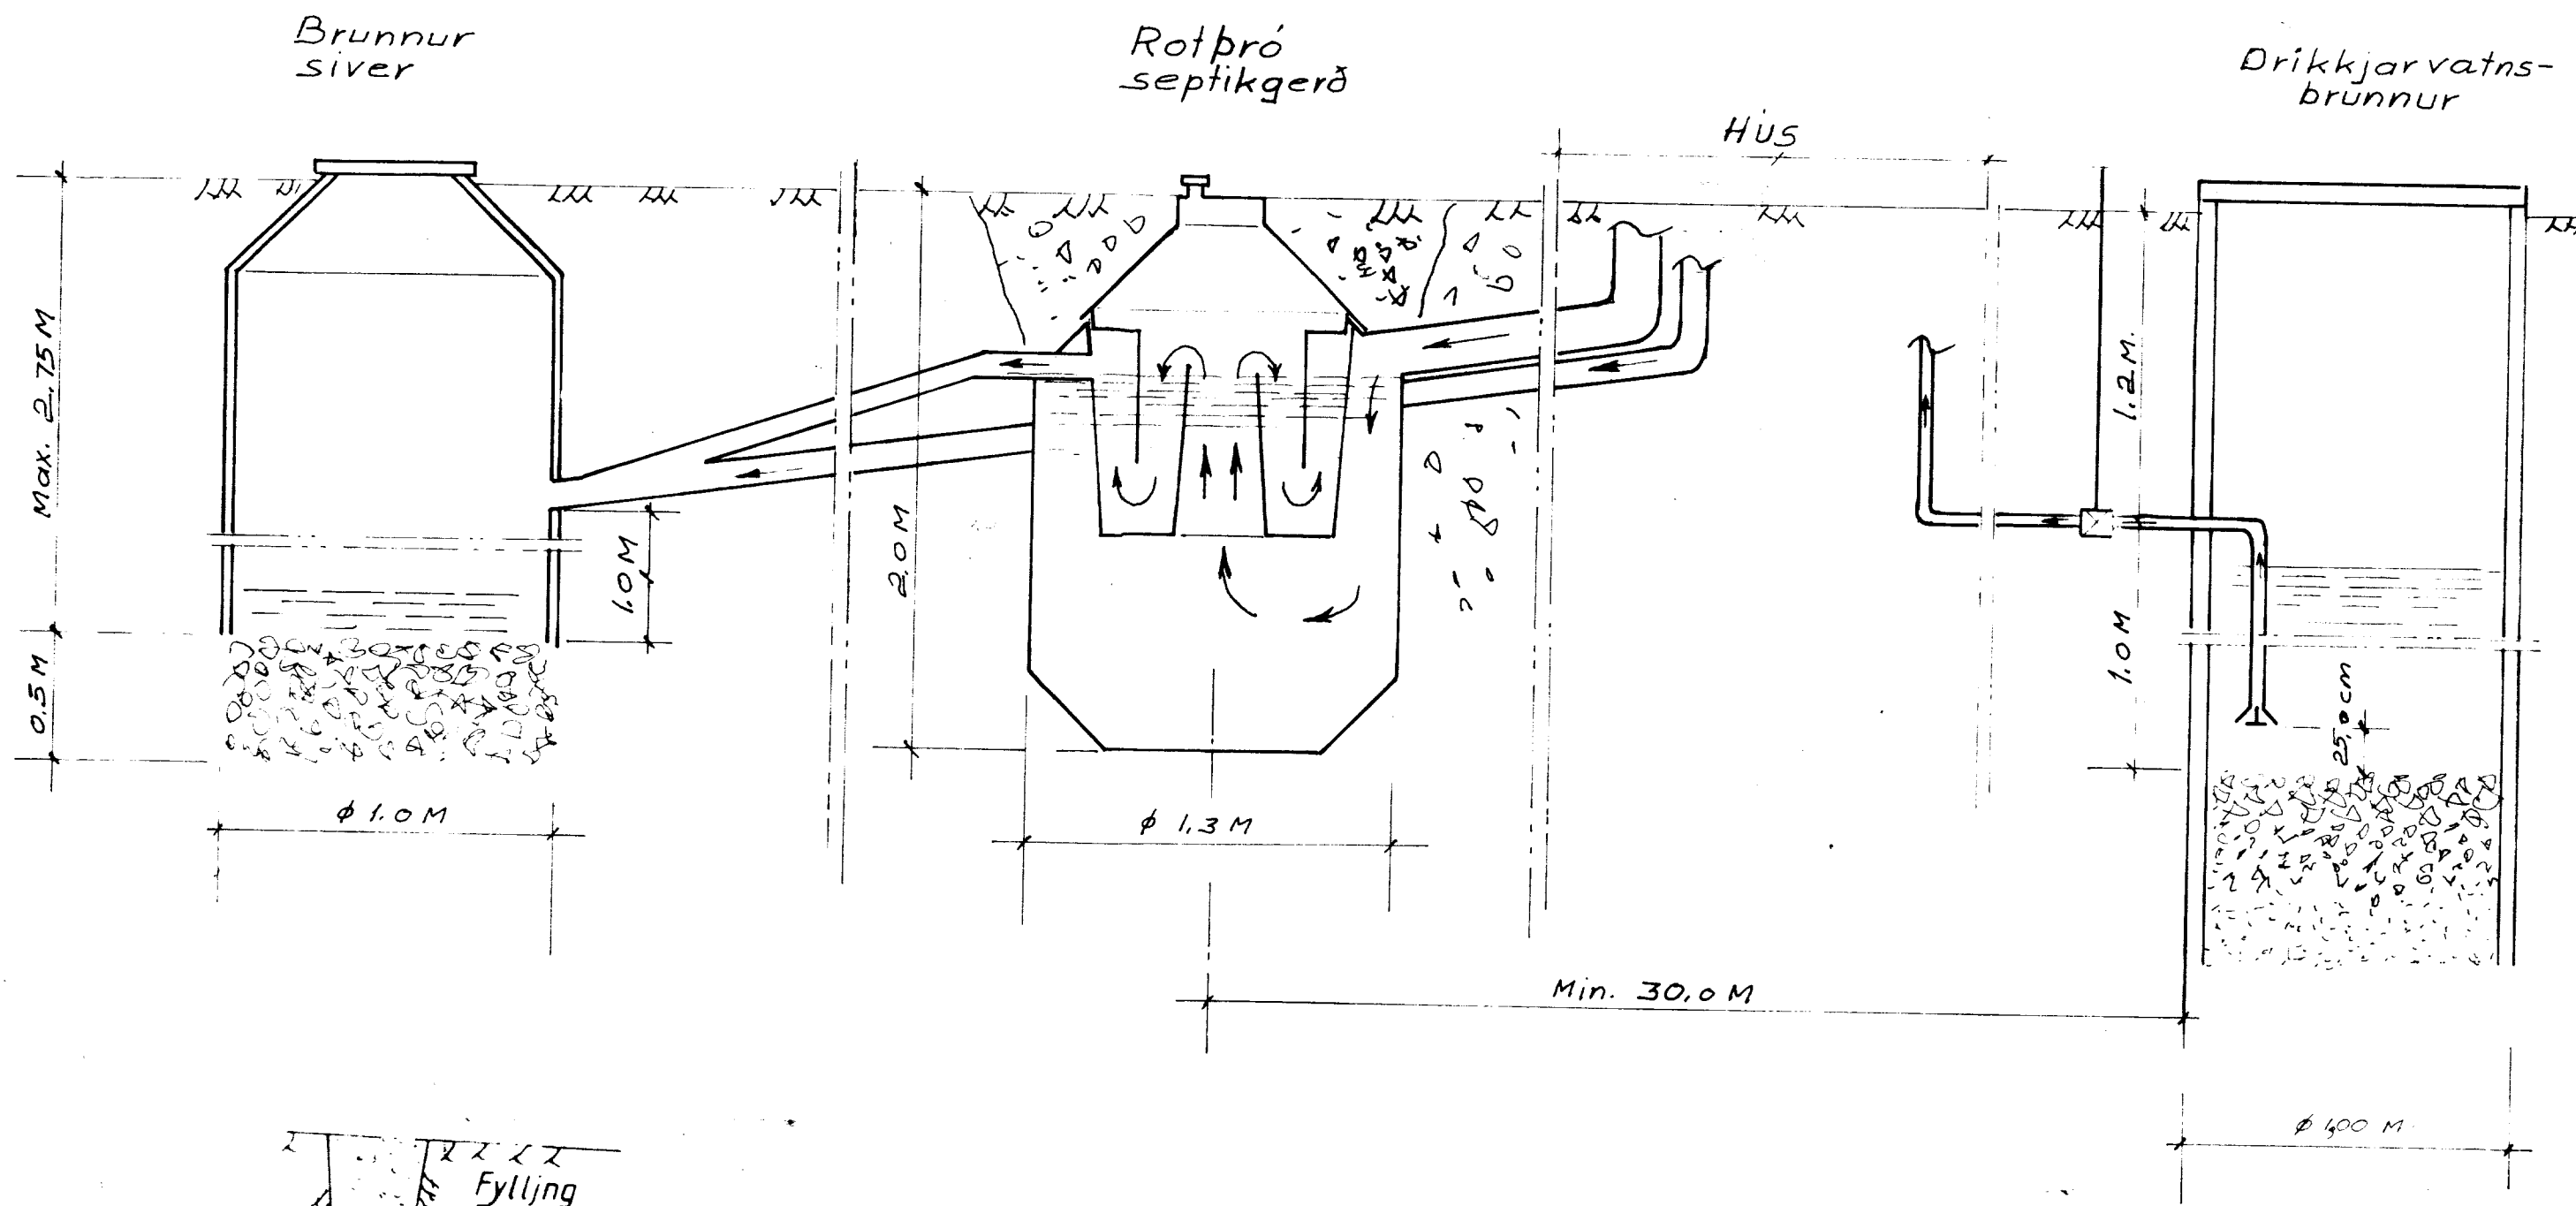 Brunnur
siver
Rotþró
septikgerð
Drikkjarvatns-
brunnur
Hús
Max. 2.75 M
0.5 M
1.0 M
φ 1.0 M
2.0 M
φ 1.3 M
1.2 M.
1.0 M
25,0 cm
Min. 30.0 M
φ 1,00 M
Fylling